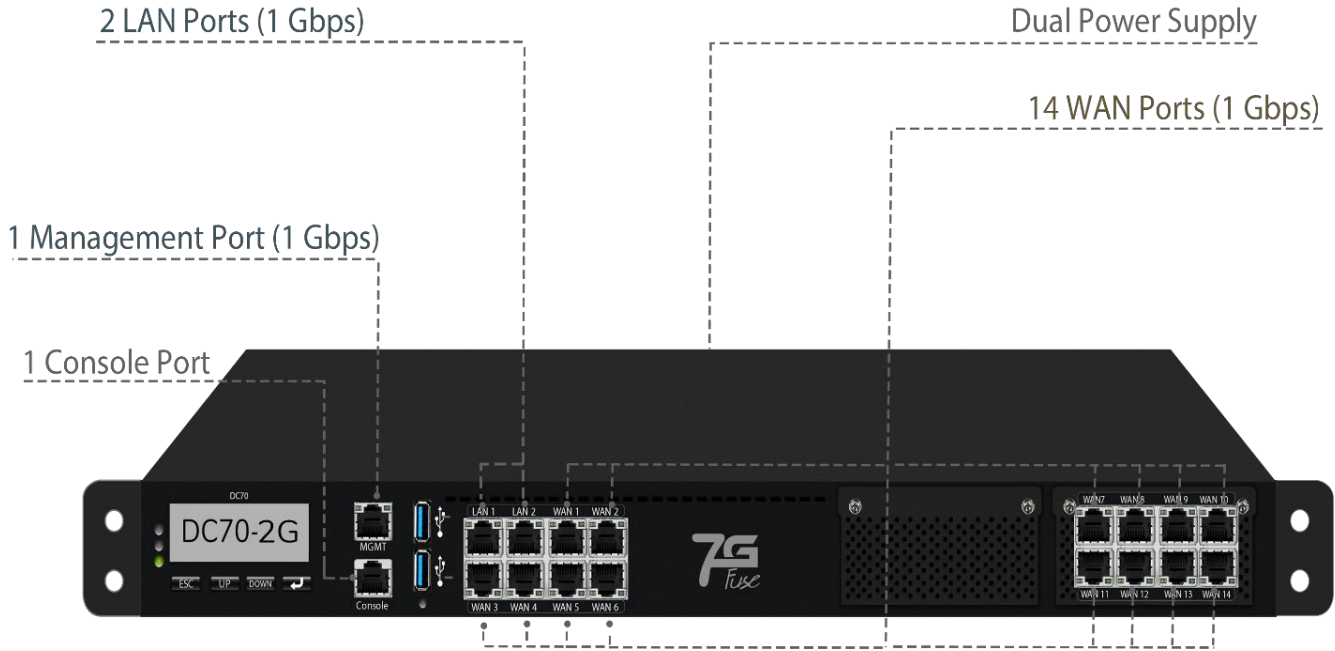 2 LAN Ports (1 Gbps)
Dual Power Supply
14 WAN Ports (1 Gbps)
1 Management Port (1 Gbps)
1 Console Port
DC70
DC70-2G
ESC UP DOWN
MGMT
Console
LAN 1 LAN 2 WAN 1 WAN 2
WAN 3 WAN 4 WAN 5 WAN 6
7G
Fuse
WAN7 WAN 8 WAN 9 WAN 10
WAN 11 WAN 12 WAN 13 WAN 14